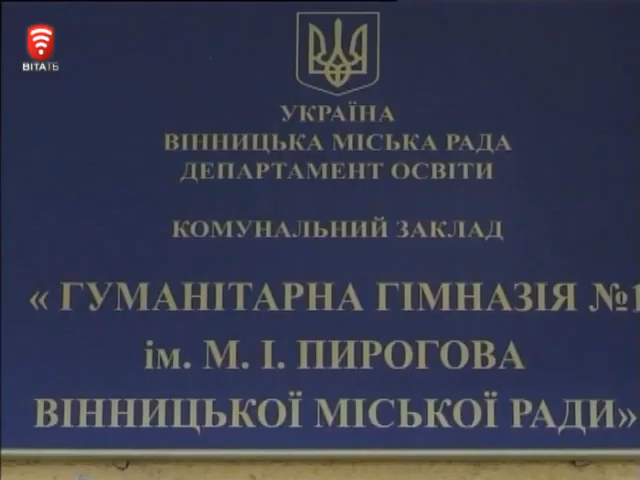 ВІТАТБ
УКРАЇНА
ВІННИЦЬКА МІСЬКА РАДА
ДЕПАРТАМЕНТ ОСВІТИ
КОМУНАЛЬНИЙ ЗАКЛАД
« ГУМАНІТАРНА ГІМНАЗІЯ №1
ім. М. І. ПИРОГОВА
ВІННИЦЬКОЇ МІСЬКОЇ РАДИ»